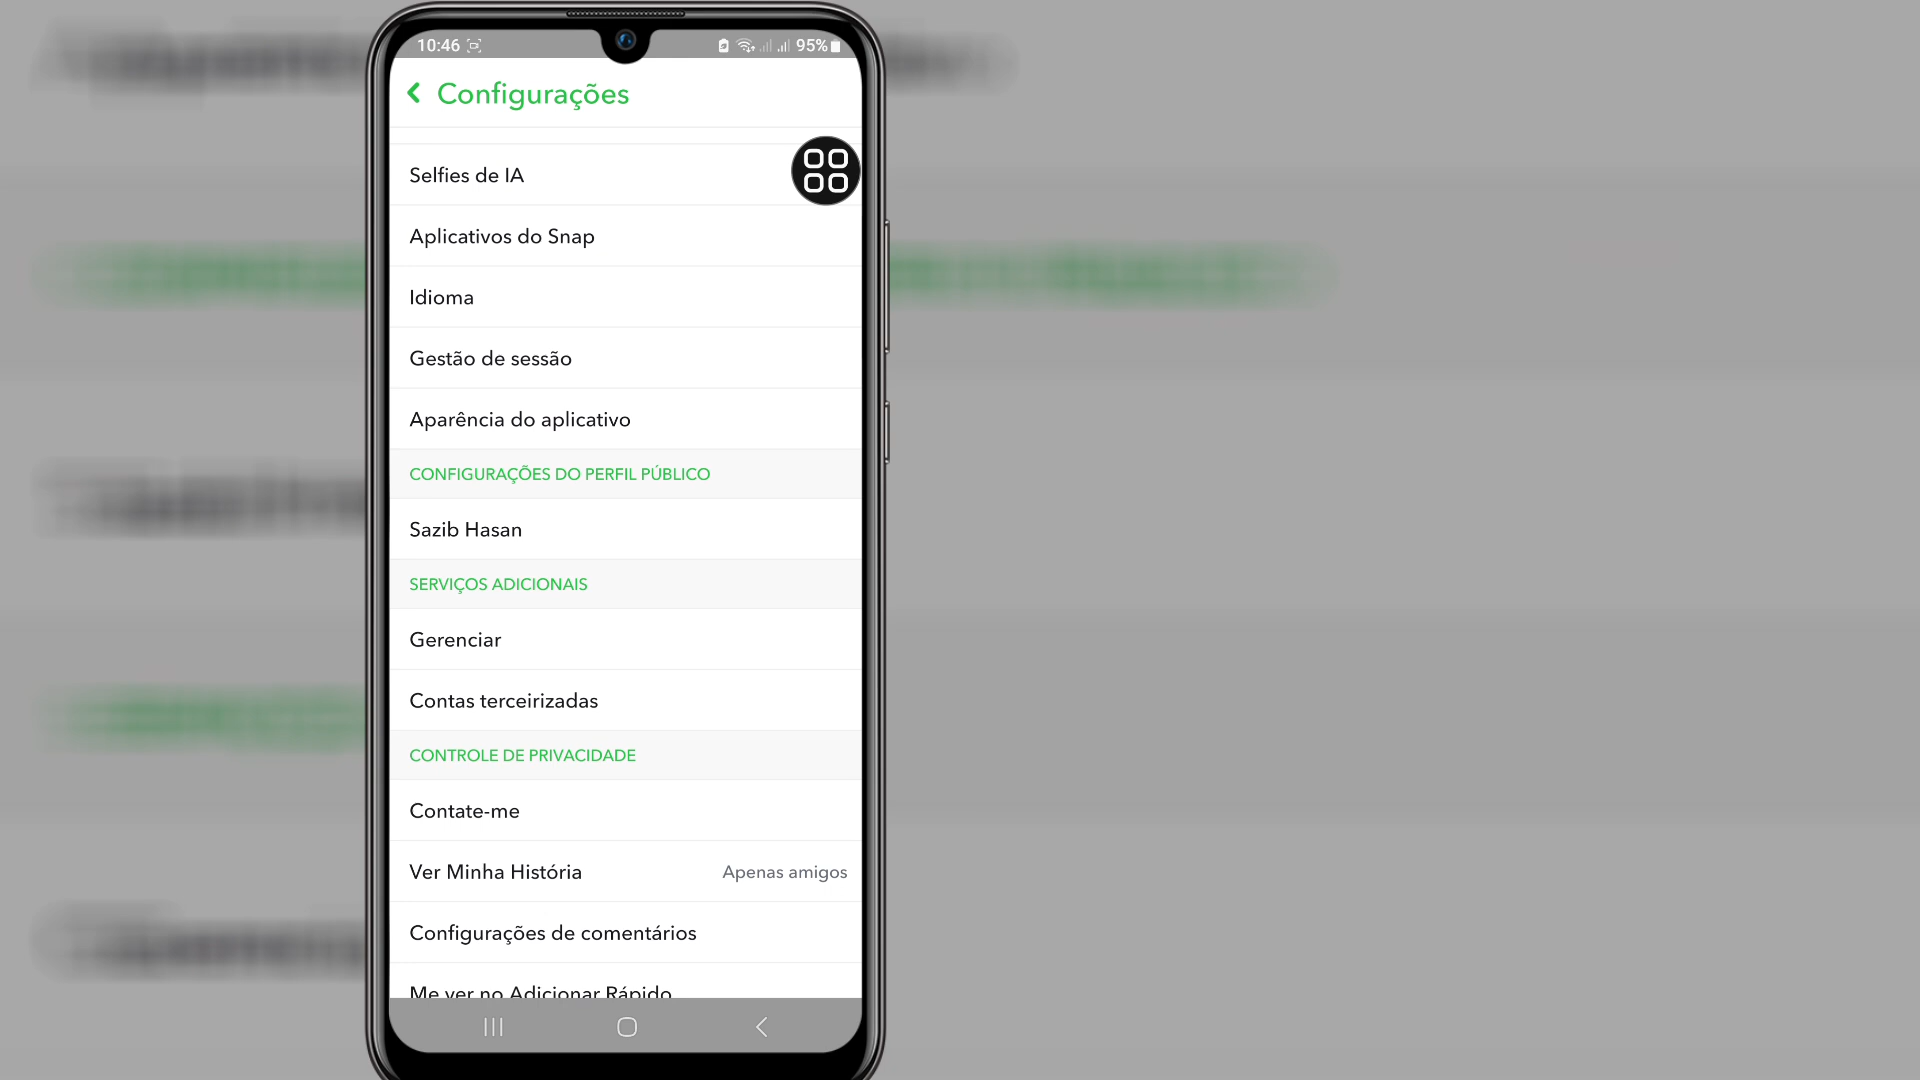 10:46 95%
Configurações
Selfies de IA
Aplicativos do Snap
Idioma
Gestão de sessão
Aparência do aplicativo
CONFIGURAÇÕES DO PERFIL PÚBLICO
Sazib Hasan
SERVIÇOS ADICIONAIS
Gerenciar
Contas terceirizadas
CONTROLE DE PRIVACIDADE
Contate-me
Ver Minha História Apenas amigos
Configurações de comentários
Me ver no Adicionar Rápido